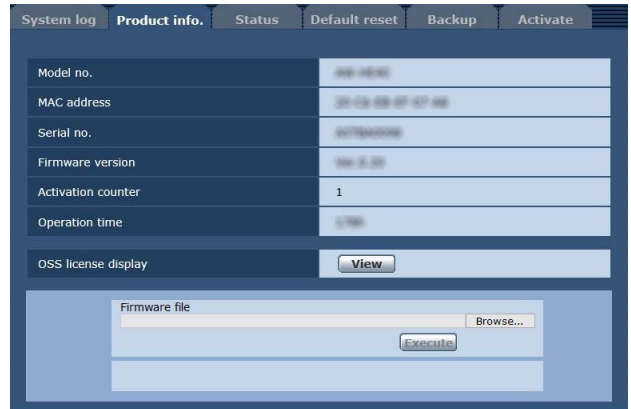 System log Product info. Status Default reset Backup Activate
Model no.
MAC address
Serial no.
Firmware version
Activation counter 1
Operation time
OSS license display View
Firmware file
Browse...
Execute